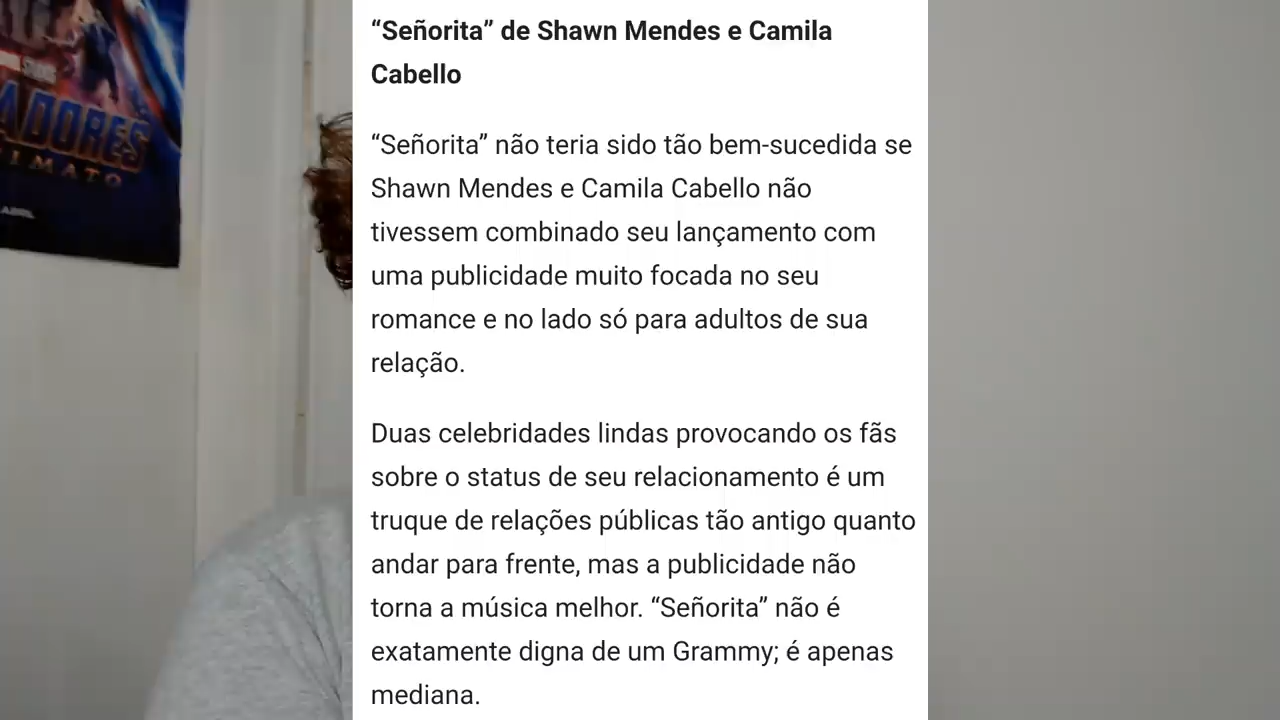 “Señorita” de Shawn Mendes e Camila
Cabello
“Señorita” não teria sido tão bem-sucedida se
Shawn Mendes e Camila Cabello não
tivessem combinado seu lançamento com
uma publicidade muito focada no seu
romance e no lado só para adultos de sua
relação.
Duas celebridades lindas provocando os fãs
sobre o status de seu relacionamento é um
truque de relações públicas tão antigo quanto
andar para frente, mas a publicidade não
torna a música melhor. “Señorita” não é
exatamente digna de um Grammy; é apenas
mediana.
ADORES
IMATO